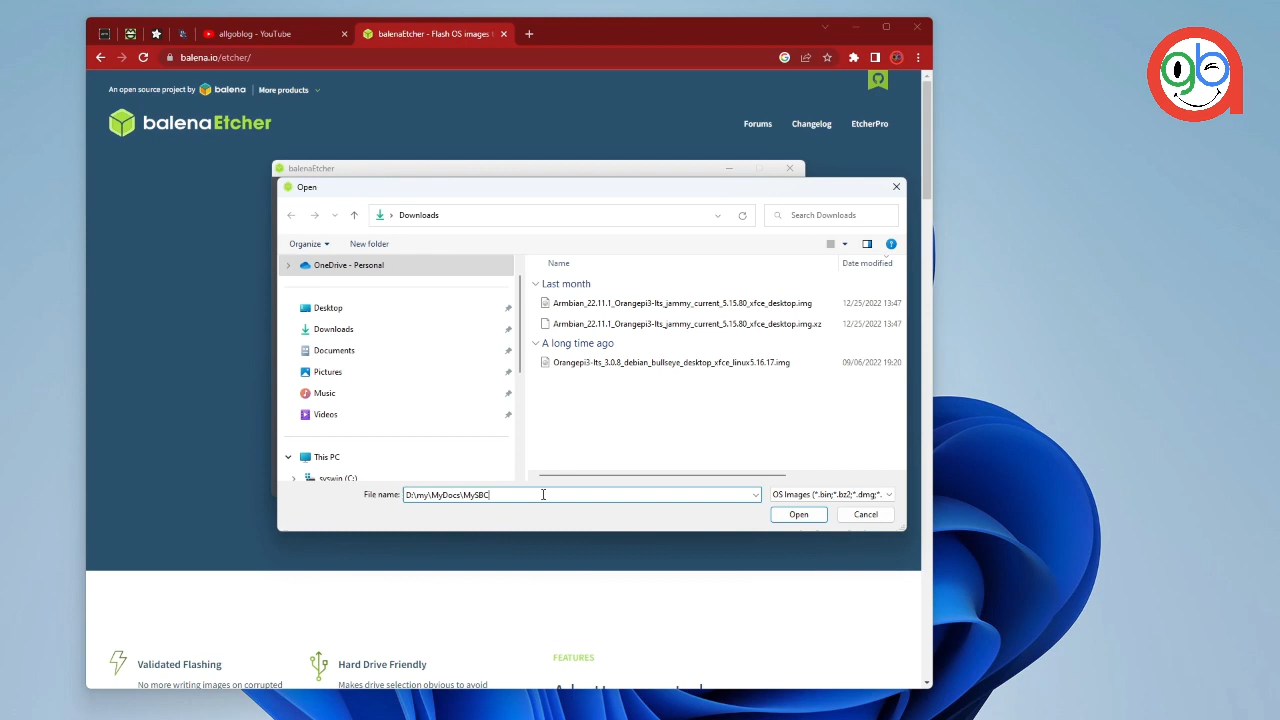 allgoblog - YouTube
balenaEtcher - Flash OS images t
balena.io/etcher/
An open source project by balena More products
balenaEtcher
Forums Changelog EtcherPro
balenaEtcher
Open
Downloads
Search Downloads
Organize New folder
OneDrive - Personal
Desktop
Downloads
Documents
Pictures
Music
Videos
This PC
syswin (C:)
Name Date modified
Last month
Armbian_22.11.1_Orangepi3-lts_jammy_current_5.15.80_xfce_desktop.img 12/25/2022 13:47
Armbian_22.11.1_Orangepi3-lts_jammy_current_5.15.80_xfce_desktop.img.xz 12/25/2022 13:47
A long time ago
Orangepi3-lts_3.0.8_debian_bullseye_desktop_xfce_linux5.16.17.img 09/06/2022 19:20
File name: D:\my\MyDocs\MySBC OS Images (*.bin;*.bz2;*.dmg;*.
Open Cancel
Validated Flashing
No more writing images on corrupted
Hard Drive Friendly
Makes drive selection obvious to avoid
FEATURES
gb